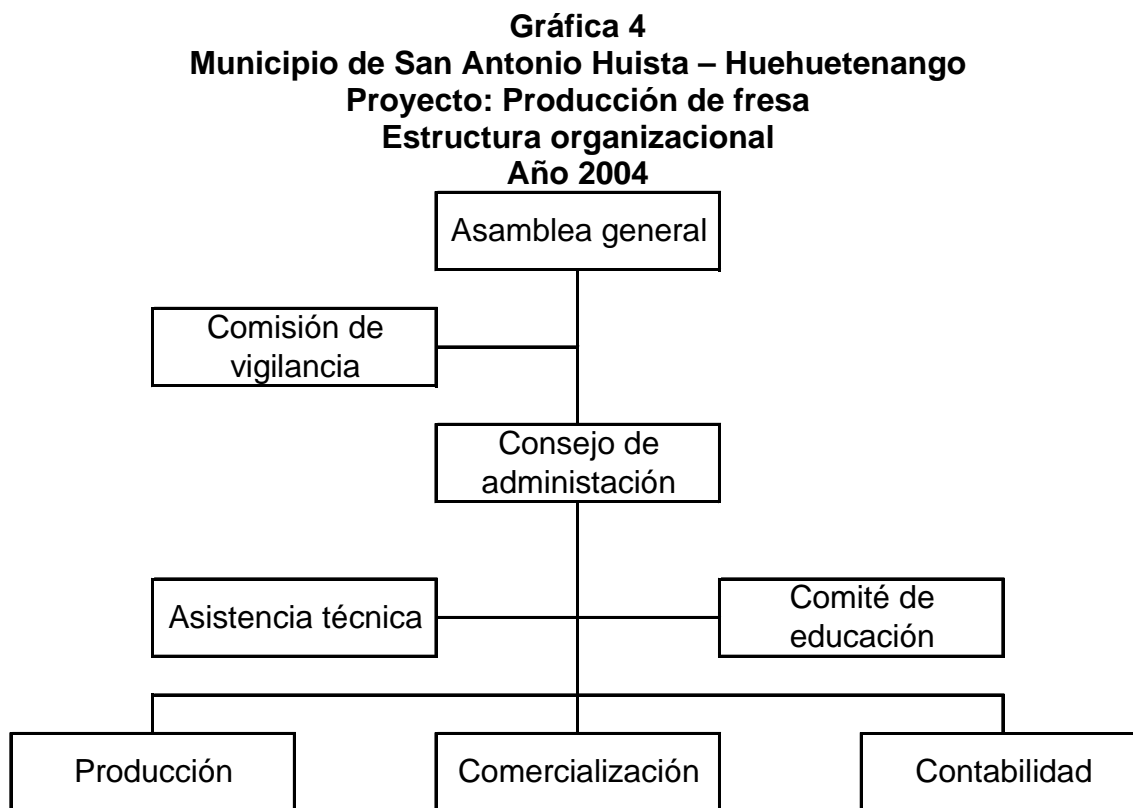 Gráfica 4
Municipio de San Antonio Huista – Huehuetenango
Proyecto: Producción de fresa
Estructura organizacional
Año 2004
Asamblea general
Comisión de
vigilancia
Consejo de
administación
Asistencia técnica
Comité de
educación
Producción
Comercialización
Contabilidad